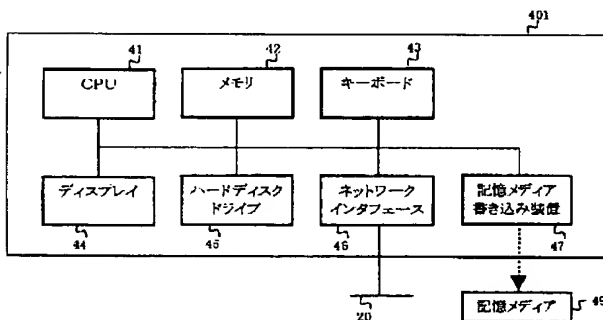 401
41
42
43
CPU
メモリ
キーボード
ディスプレイ
ハードディスク
ドライブ
ネットワーク
インタフェース
記憶メディア
書き込み装置
44
45
46
47
20
記憶メディア
49